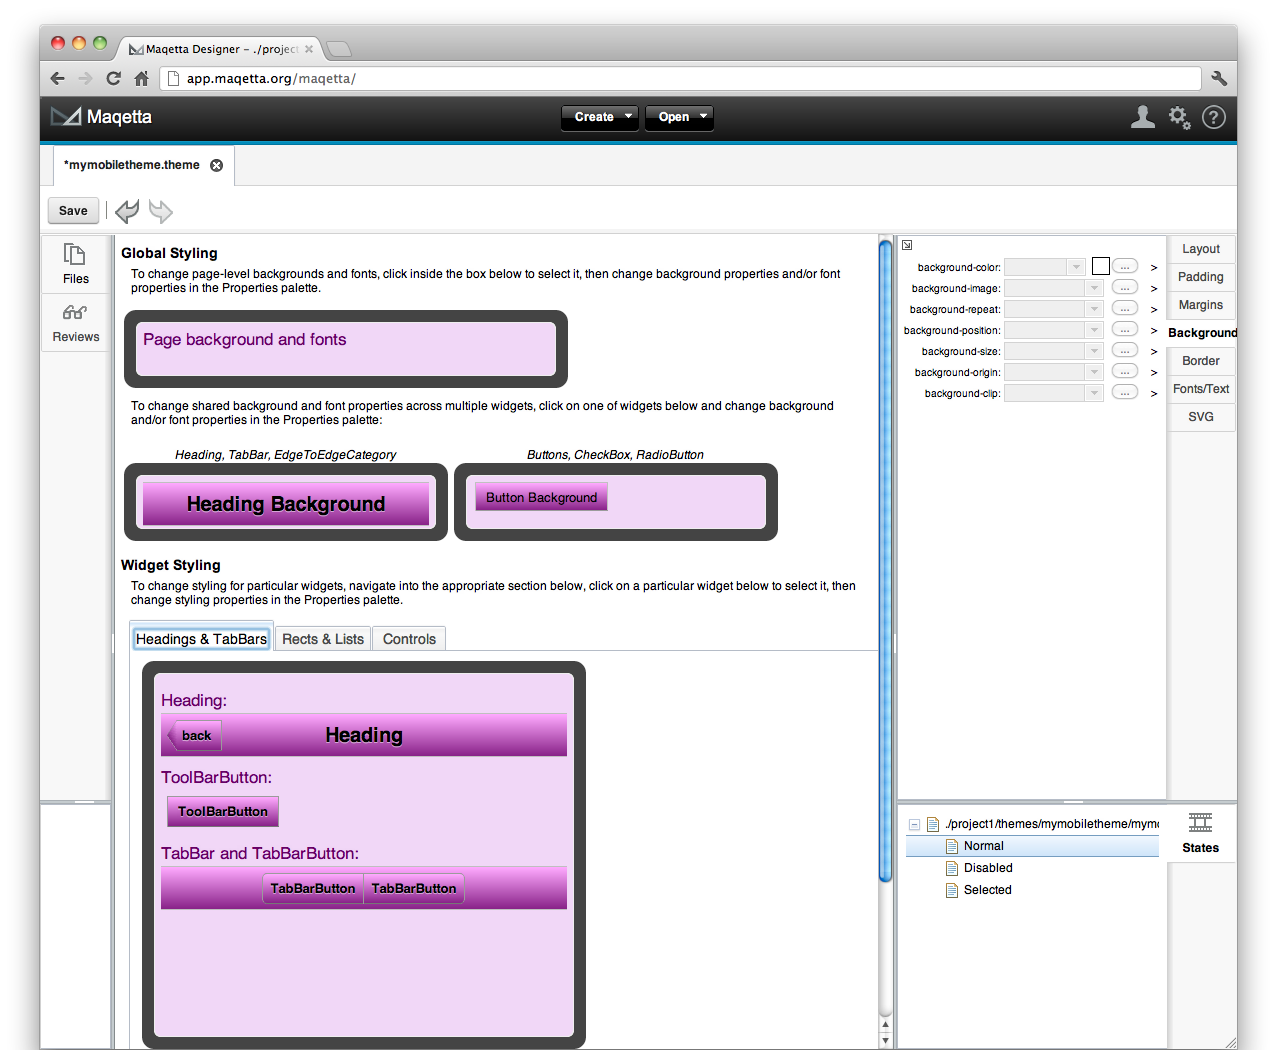 Maqetta Designer – ./project
app.maqetta.org/maqetta/
Maqetta
Create
Open
*mymobiletheme.theme
Save
Files
Reviews
Global Styling
To change page-level backgrounds and fonts, click inside the box below to select it, then change background properties and/or font
properties in the Properties palette.
Page background and fonts
To change shared background and font properties across multiple widgets, click on one of widgets below and change background
and/or font properties in the Properties palette:
Heading, TabBar, EdgeToEdgeCategory
Buttons, CheckBox, RadioButton
Heading Background
Button Background
Widget Styling
To change styling for particular widgets, navigate into the appropriate section below, click on a particular widget below to select it, then
change styling properties in the Properties palette.
Headings & TabBars
Rects & Lists
Controls
Heading:
back
Heading
ToolBarButton:
ToolBarButton
TabBar and TabBarButton:
TabBarButton
TabBarButton
background-color:
... >
background-image:
... >
background-repeat:
... >
background-position:
... >
background-size:
... >
background-origin:
... >
background-clip:
... >
Layout
Padding
Margins
Background
Border
Fonts/Text
SVG
./project1/themes/mymobiletheme/mymo
Normal
Disabled
Selected
States